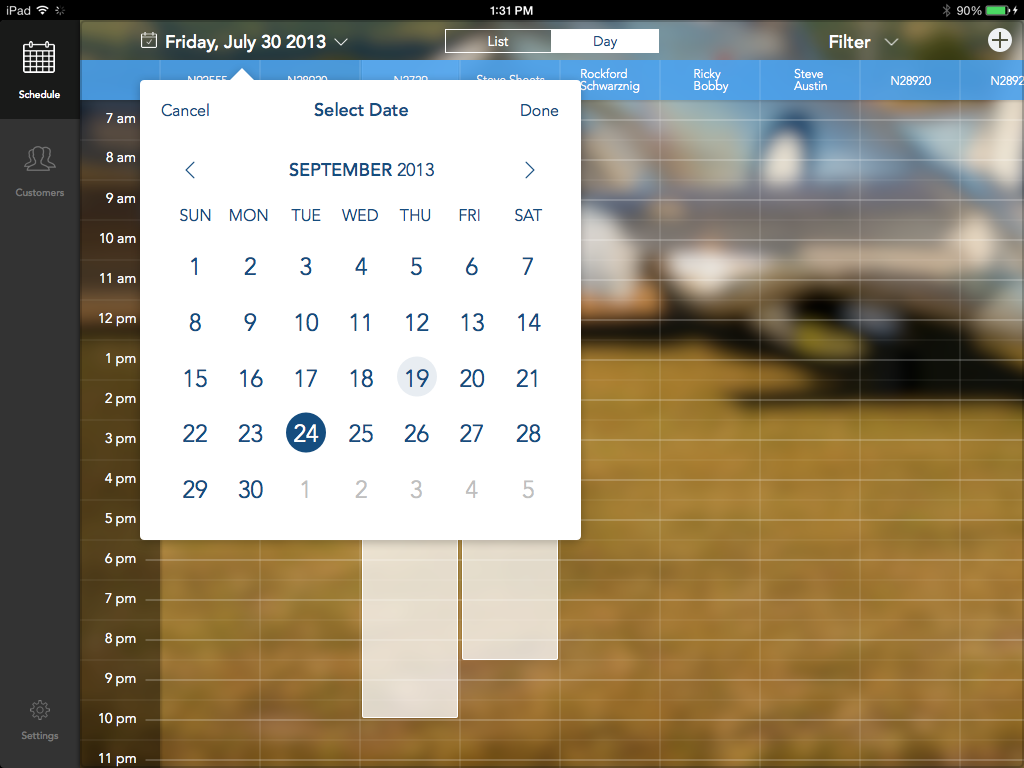 iPad 1:31 PM 90%
Friday, July 30 2013 List Day Filter
Schedule
Customers
Settings
N28920 N2729 Steve Shoots Rockford Schwarznig Ricky Bobby Steve Austin N28920 N2892
7 am
8 am
9 am
10 am
11 am
12 pm
1 pm
2 pm
3 pm
4 pm
5 pm
6 pm
7 pm
8 pm
9 pm
10 pm
11 pm
Cancel Select Date Done
SEPTEMBER 2013
SUN MON TUE WED THU FRI SAT
1 2 3 4 5 6 7
8 9 10 11 12 13 14
15 16 17 18 19 20 21
22 23 24 25 26 27 28
29 30 1 2 3 4 5